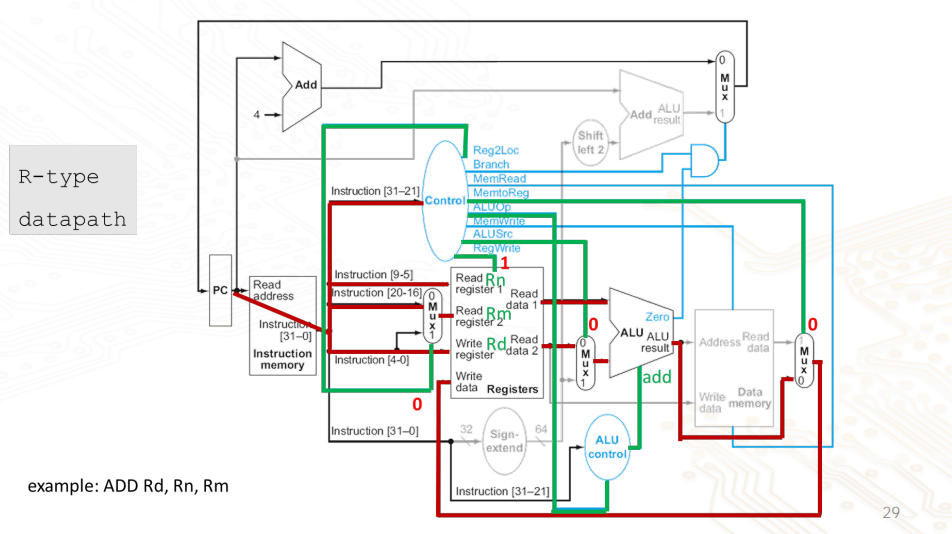 R-type
datapath
Add
4
0
Mux
1
Add
ALU
result
Shift
left 2
Reg2Loc
Branch
MemRead
MemtoReg
ALUOp
MemWrite
ALUSrc
RegWrite
Control
Instruction [31–21]
1
PC
Read
address
Instruction
[31–0]
Instruction
memory
Instruction [9-5]
Instruction [20-16]
Instruction [4-0]
0
Mux
1
0
Read
register 1
Rn
Read
register 2
Rm
Write
register
Rd
Write
data
Read
data 1
Read
data 2
Registers
0
0
Mux
1
Zero
ALU
ALU
result
add
Address
Read
data
Write
data
Data
memory
0
1
Mux
0
Instruction [31–0]
32
Sign-
extend
64
ALU
control
Instruction [31–21]
example: ADD Rd, Rn, Rm
29